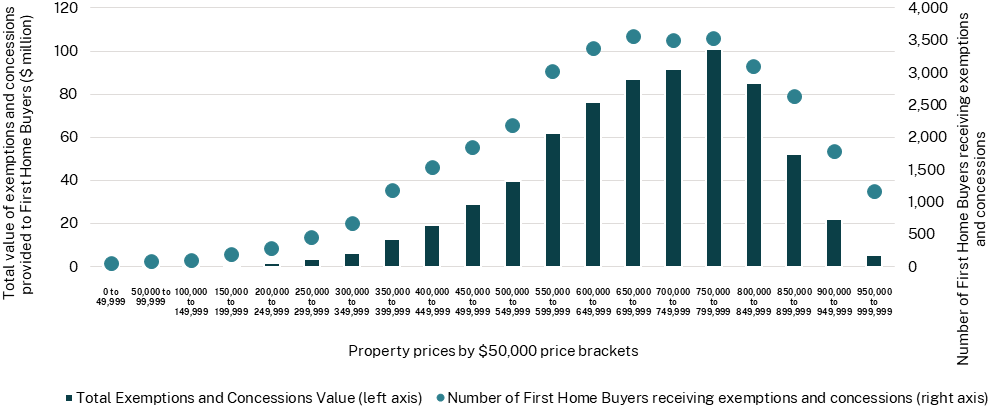 Total value of exemptions and concessions
provided to First Home Buyers ($ million)
120
100
80
60
40
20
0
4,000
3,500
3,000
2,500
2,000
1,500
1,000
500
0
Number of First Home Buyers receiving exemptions
and concessions
0 to
49,999
50,000 to
99,999
100,000
to
149,999
150,000
to
199,999
200,000
to
249,999
250,000
to
299,999
300,000
to
349,999
350,000
to
399,999
400,000
to
449,999
450,000
to
499,999
500,000
to
549,999
550,000
to
599,999
600,000
to
649,999
650,000
to
699,999
700,000
to
749,999
750,000
to
799,999
800,000
to
849,999
850,000
to
899,999
900,000
to
949,999
950,000
to
999,999
Property prices by $50,000 price brackets
Total Exemptions and Concessions Value (left axis)
Number of First Home Buyers receiving exemptions and concessions (right axis)